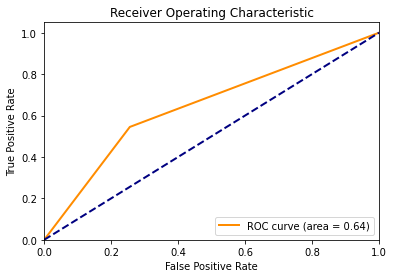 Receiver Operating Characteristic
True Positive Rate
1.0
0.8
0.6
0.4
0.2
0.0
ROC curve (area = 0.64)
0.0 0.2 0.4 0.6 0.8 1.0
False Positive Rate